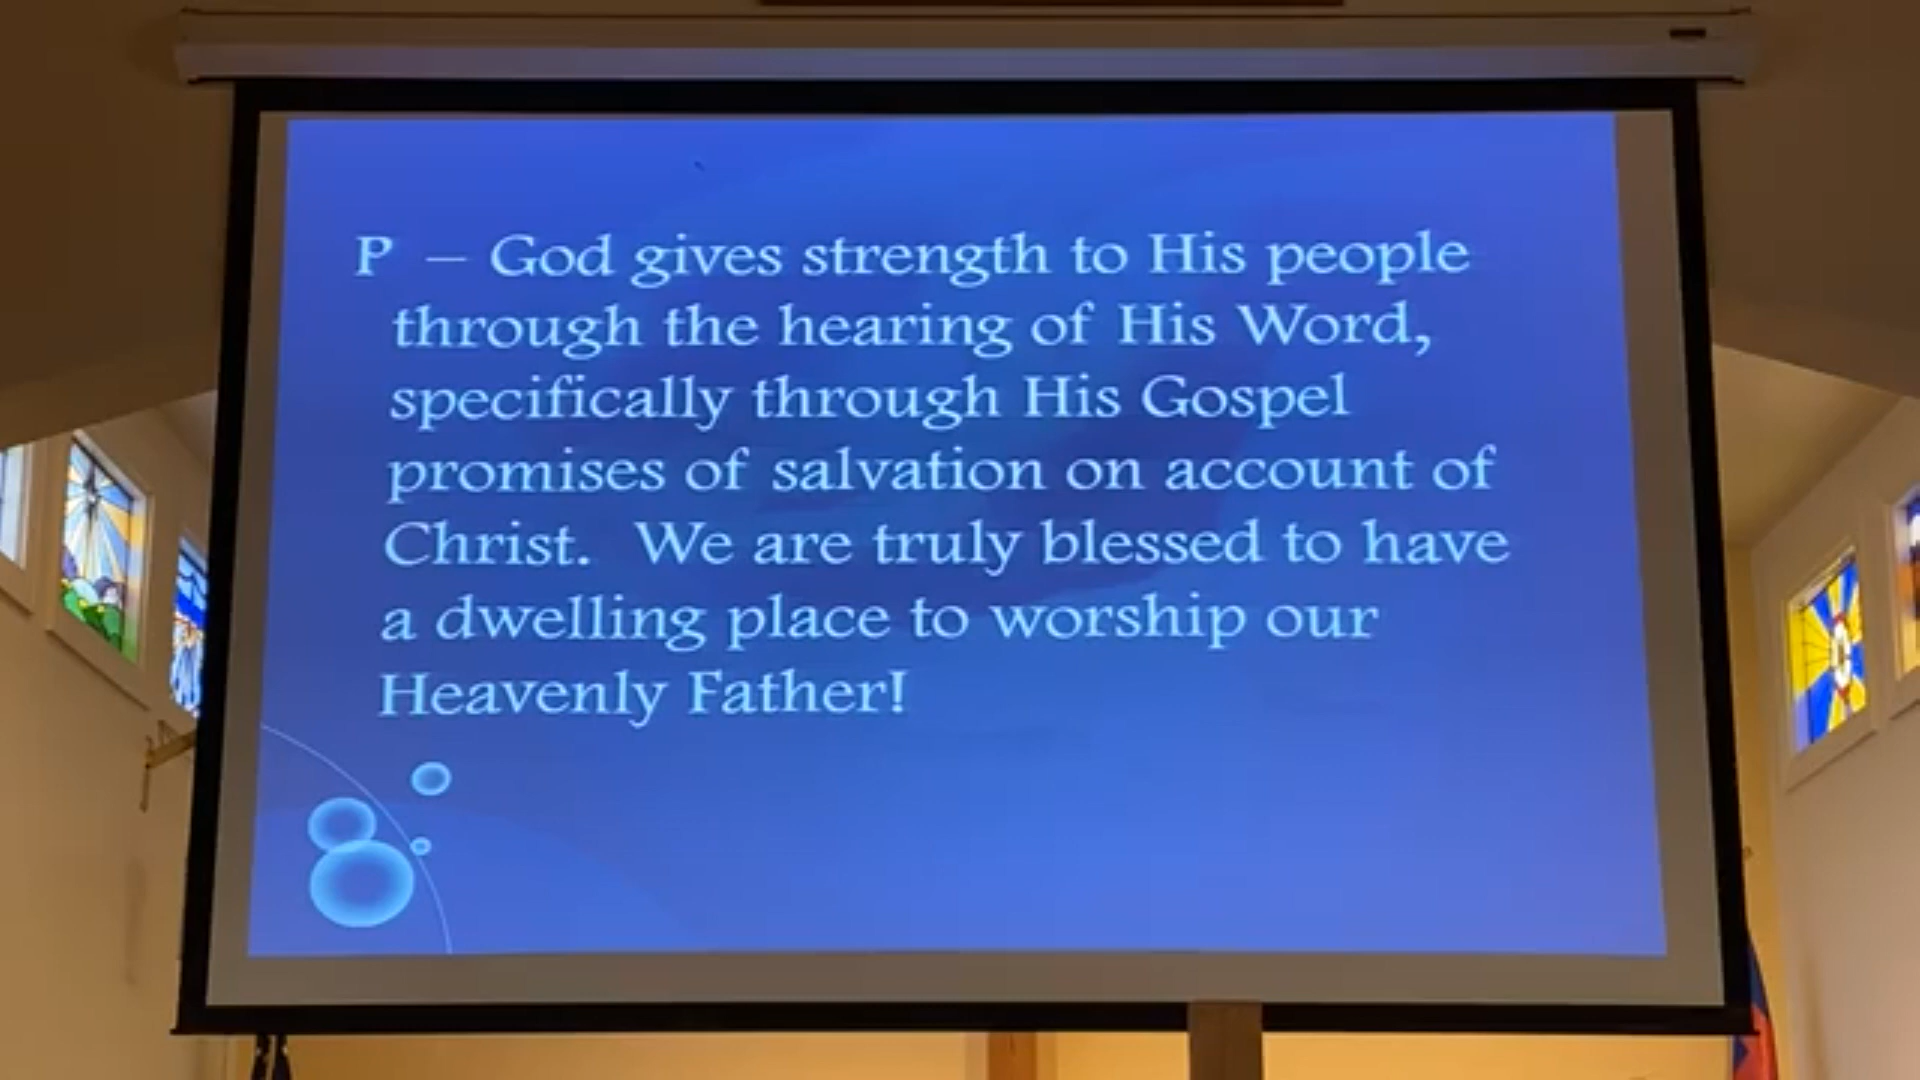 P – God gives strength to His people
through the hearing of His Word,
specifically through His Gospel
promises of salvation on account of
Christ. We are truly blessed to have
a dwelling place to worship our
Heavenly Father!